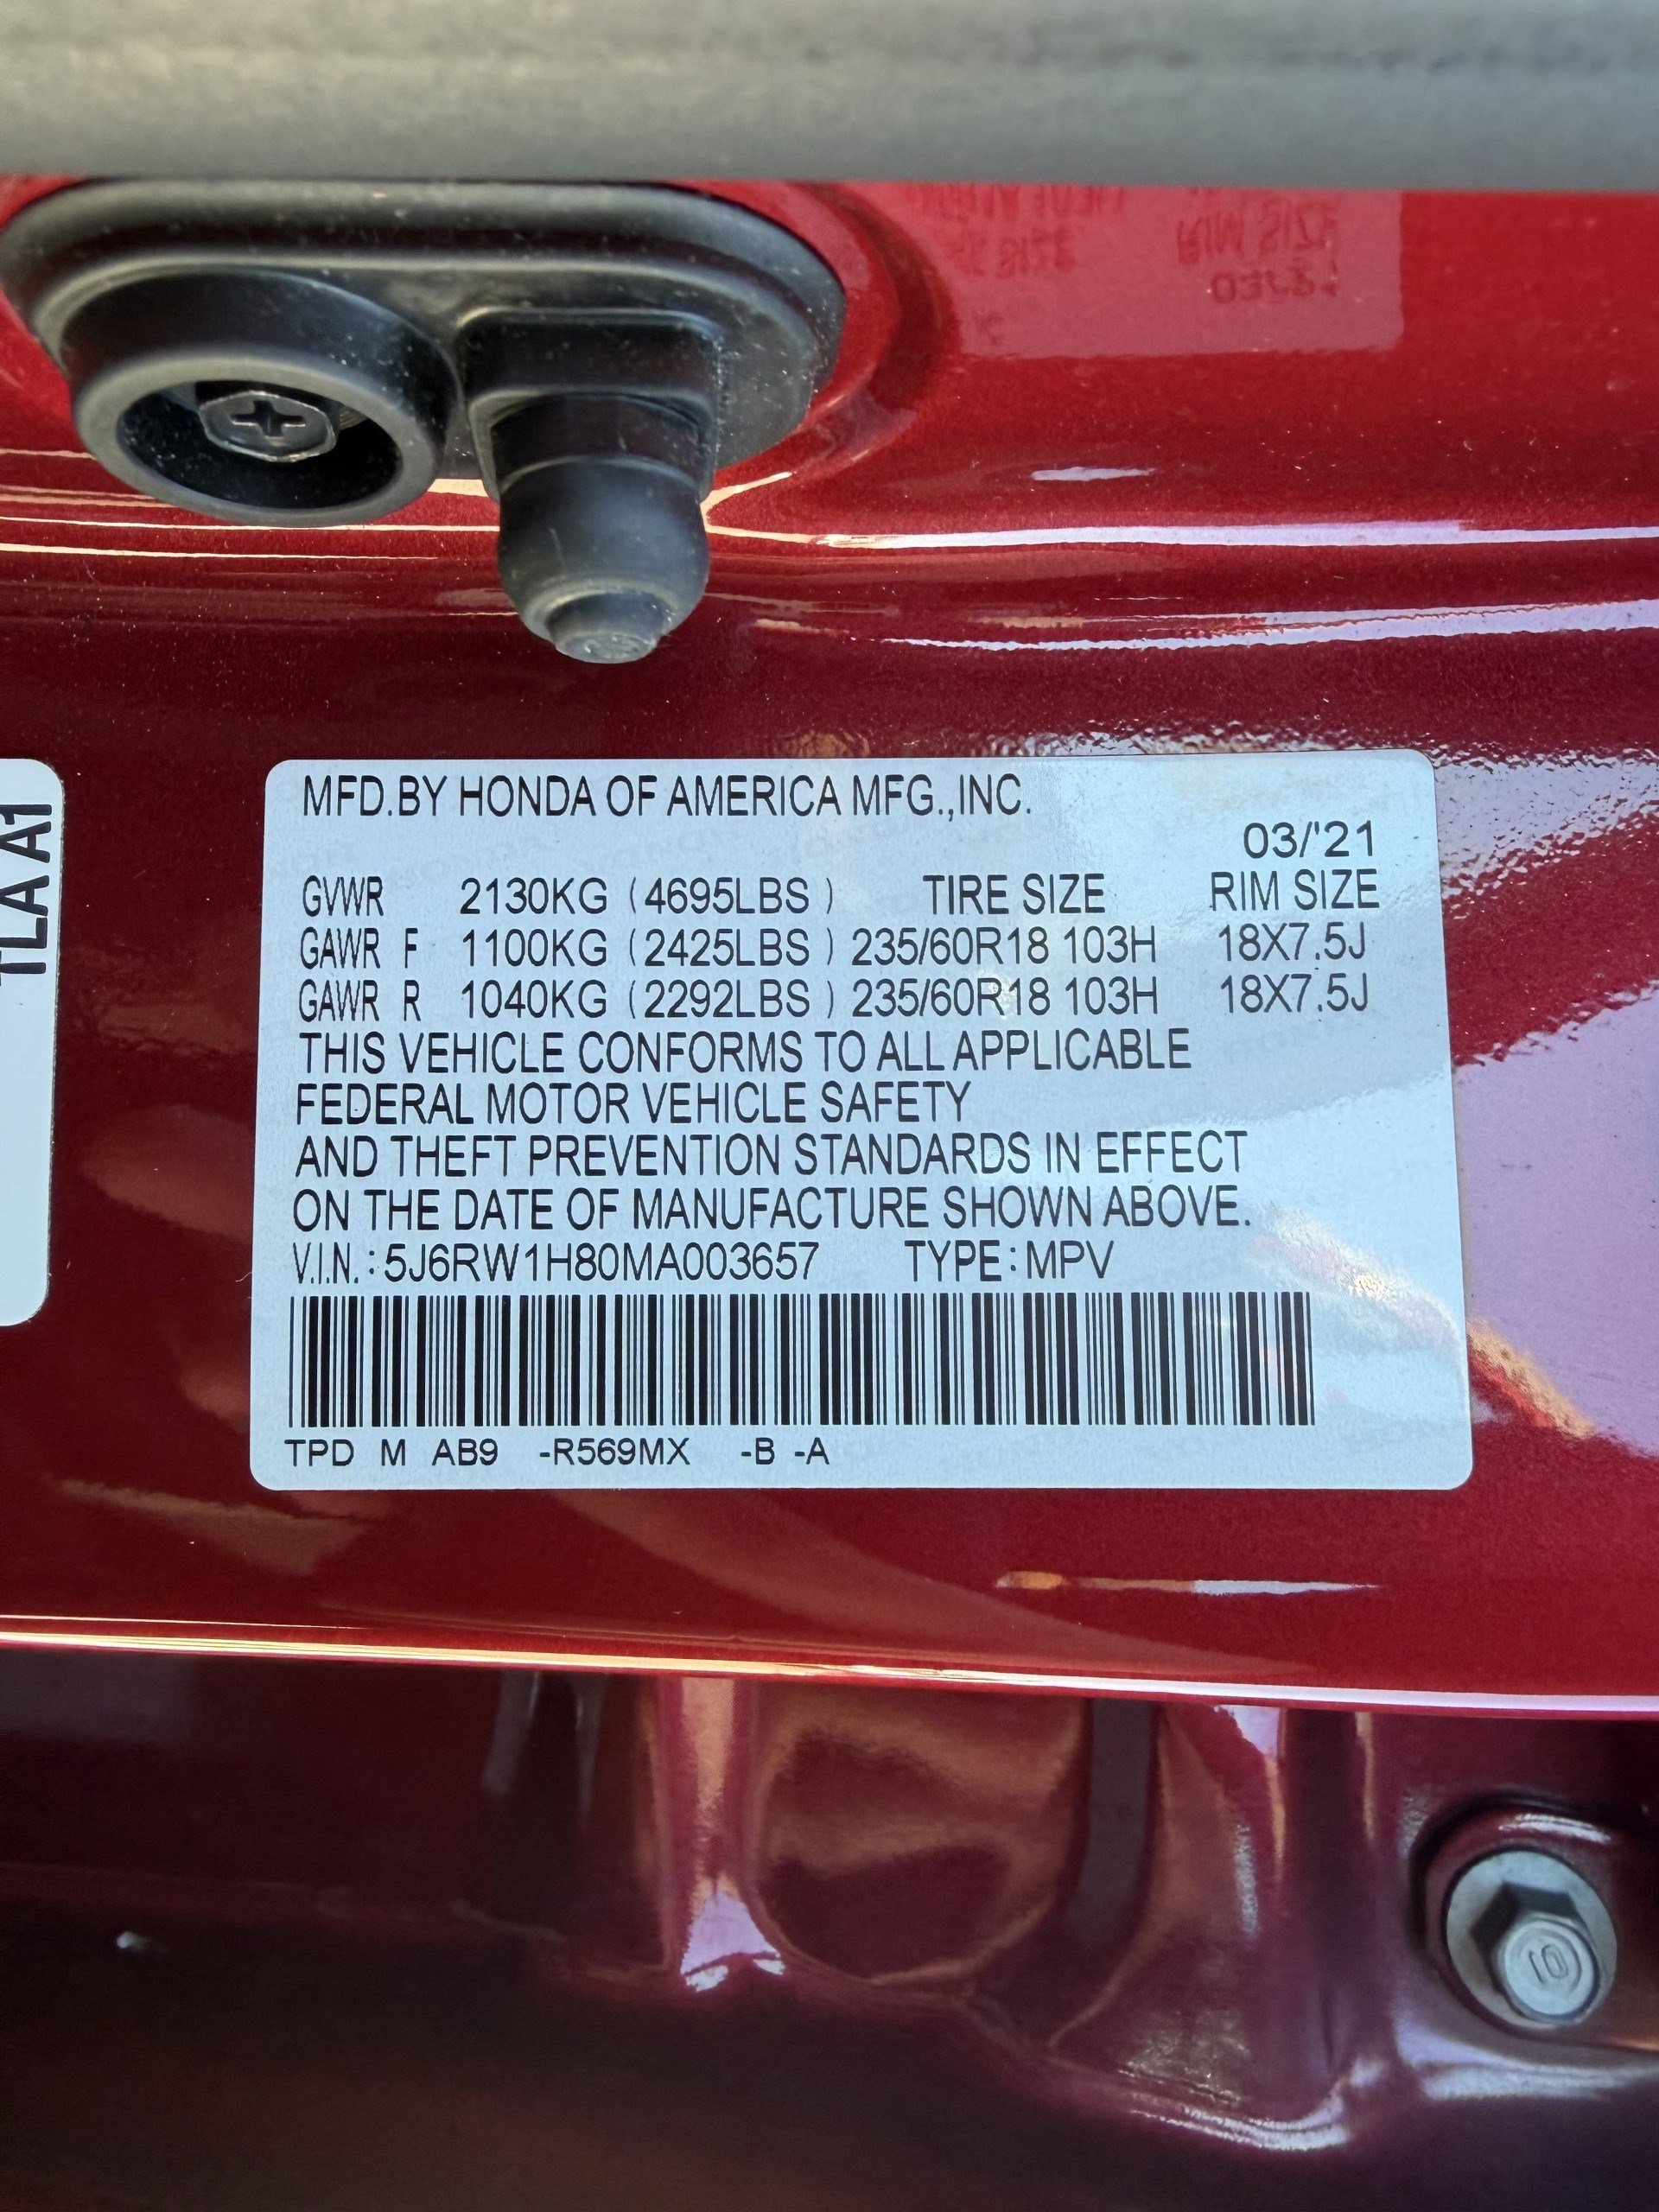 TLA A1
MFD.BY HONDA OF AMERICA MFG.,INC.
03/'21
GVWR 2130KG (4695LBS) TIRE SIZE RIM SIZE
GAWR F 1100KG (2425LBS) 235/60R18 103H 18X7.5J
GAWR R 1040KG (2292LBS) 235/60R18 103H 18X7.5J
THIS VEHICLE CONFORMS TO ALL APPLICABLE
FEDERAL MOTOR VEHICLE SAFETY
AND THEFT PREVENTION STANDARDS IN EFFECT
ON THE DATE OF MANUFACTURE SHOWN ABOVE.
V.I.N.: 5J6RW1H80MA003657 TYPE: MPV
TPD M AB9 -R569MX -B -A
10